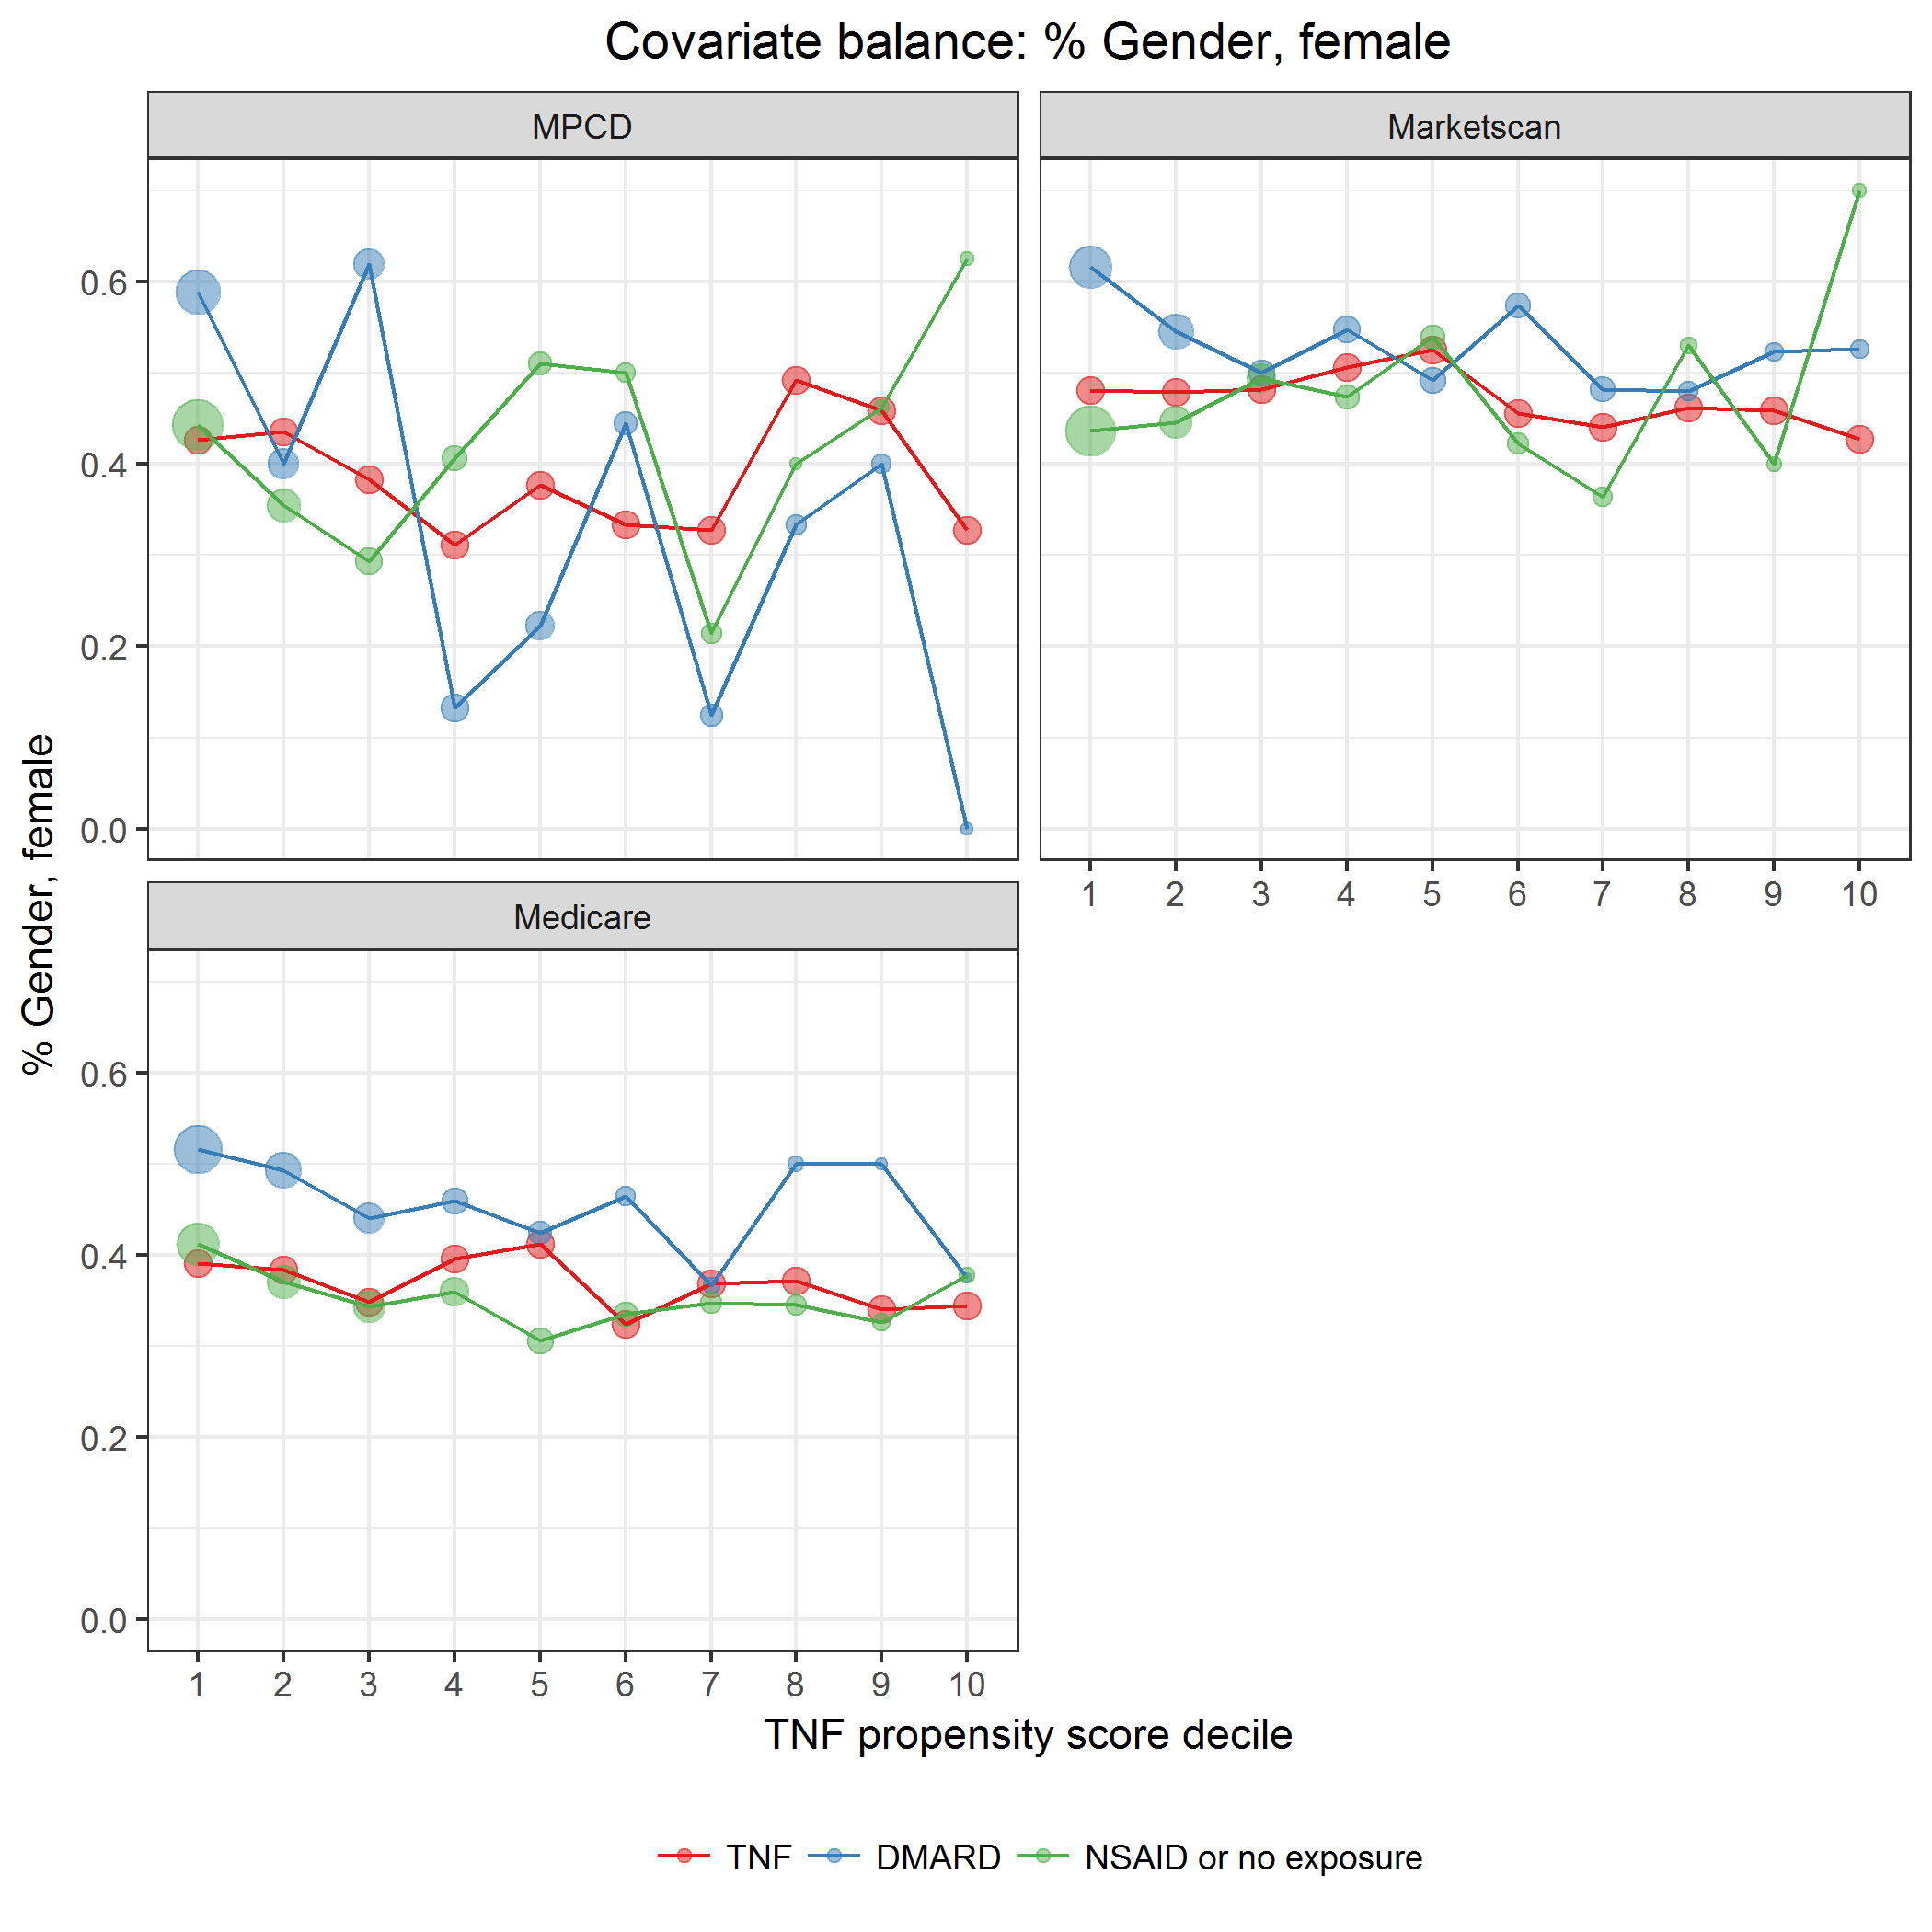 Covariate balance: % Gender, female
MPCD
Marketscan
0.6
0.4
0.2
0.0
1 2 3 4 5 6 7 8 9 10
Medicare
0.6
0.4
0.2
0.0
1 2 3 4 5 6 7 8 9 10
% Gender, female
TNF propensity score decile
TNF DMARD NSAID or no exposure